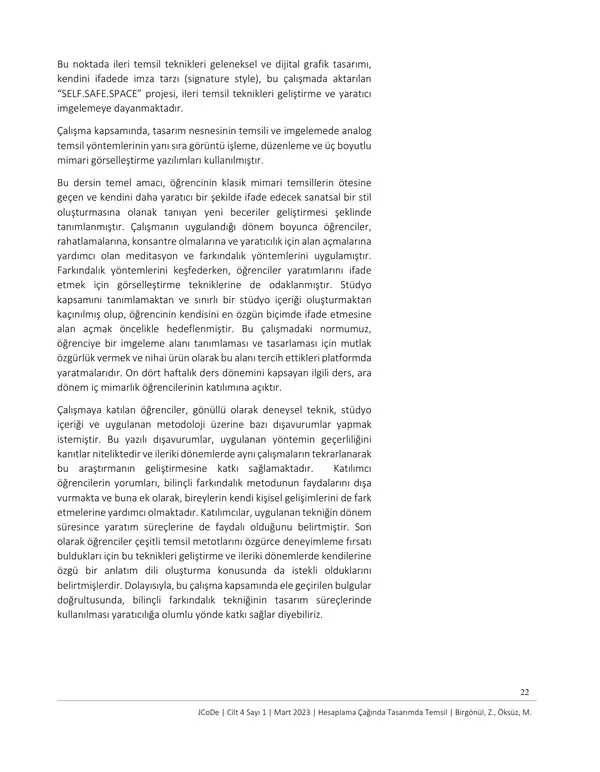 Bu noktada ileri temsil teknikleri geleneksel ve dijital grafik tasarımı,
kendini ifadede imza tarzı (signature style), bu çalışmada aktarılan
“SELF.SAFE.SPACE” projesi, ileri temsil teknikleri geliştirme ve yaratıcı
imgelemeye dayanmaktadır.
Çalışma kapsamında, tasarım nesnesinin temsili ve imgelemede analog
temsil yöntemlerinin yanı sıra görüntü işleme, düzenleme ve üç boyutlu
mimari görselleştirme yazılımları kullanılmıştır.
Bu dersin temel amacı, öğrencinin klasik mimari temsillerin ötesine
geçen ve kendini daha yaratıcı bir şekilde ifade edecek sanatsal bir stil
oluşturmasına olanak tanıyan yeni beceriler geliştirmesi şeklinde
tanımlanmıştır. Çalışmanın uygulandığı dönem boyunca öğrenciler,
rahatlamalarına, konsantre olmalarına ve yaratıcılık için alan açmalarına
yardımcı olan meditasyon ve farkındalık yöntemlerini uygulamıştır.
Farkındalık yöntemlerini keşfederken, öğrenciler yaratımlarını ifade
etmek için görselleştirme tekniklerine de odaklanmıştır. Stüdyo
kapsamını tanımlamaktan ve sınırlı bir stüdyo içeriği oluşturmaktan
kaçınılmış olup, öğrencinin kendisini en özgün biçimde ifade etmesine
alan açmak öncelikle hedeflenmiştir. Bu çalışmadaki normumuz,
öğrenciye bir imgeleme alanı tanımlaması ve tasarlaması için mutlak
özgürlük vermek ve nihai ürün olarak bu alanı tercih ettikleri platformda
yaratmalarıdır. On dört haftalık ders dönemini kapsayan ilgili ders, ara
dönem iç mimarlık öğrencilerinin katılımına açıktır.
Çalışmaya katılan öğrenciler, gönüllü olarak deneysel teknik, stüdyo
içeriği ve uygulanan metodoloji üzerine bazı dışavurumlar yapmak
istemiştir. Bu yazılı dışavurumlar, uygulanan yöntemin geçerliliğini
kanıtlar niteliktedir ve ileriki dönemlerde aynı çalışmaların tekrarlanarak
bu araştırmanın geliştirmesine katkı sağlamaktadır. Katılımcı
öğrencilerin yorumları, bilinçli farkındalık metodunun faydalarını dışa
vurmakta ve buna ek olarak, bireylerin kendi kişisel gelişimlerini de fark
etmelerine yardımcı olmaktadır. Katılımcılar, uygulanan tekniğin dönem
süresince yaratım süreçlerine de faydalı olduğunu belirtmiştir. Son
olarak öğrenciler çeşitli temsil metotlarını özgürce deneyimleme fırsatı
buldukları için bu teknikleri geliştirme ve ileriki dönemlerde kendilerine
özgü bir anlatım dili oluşturma konusunda da istekli olduklarını
belirtmişlerdir. Dolayısıyla, bu çalışma kapsamında ele geçirilen bulgular
doğrultusunda, bilinçli farkındalık tekniğinin tasarım süreçlerinde
kullanılması yaratıcılığa olumlu yönde katkı sağlar diyebiliriz.
22
JCoDe | Cilt 4 Sayı 1 | Mart 2023 | Hesaplama Çağında Tasarımda Temsil | Birgönül, Z., Öksüz, M.